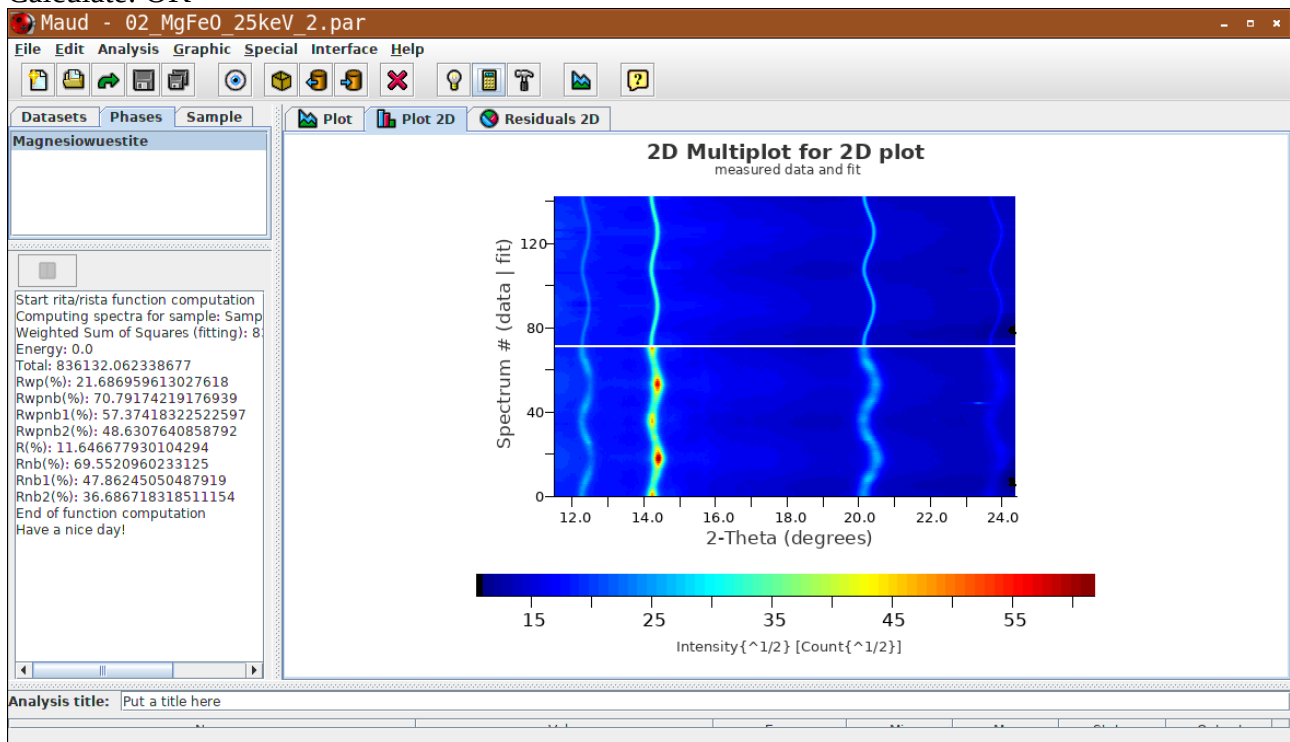 Maud - 02_MgFeO_25keV_2.par
File Edit Analysis Graphic Special Interface Help
Datasets Phases Sample
Magnesiowuestite
Start rita/rista function computation
Computing spectra for sample: Samp
Weighted Sum of Squares (fitting): 83
Energy: 0.0
Total: 836132.062338677
Rwp(%): 21.686959613027618
Rwpnb(%): 70.79174219176939
Rwpnb1(%): 57.37418322522597
Rwpnb2(%): 48.6307640858792
R(%): 11.646677930104294
Rnb(%): 69.5520960233125
Rnb1(%): 47.86245050487919
Rnb2(%): 36.686718318511154
End of function computation
Have a nice day!
Plot Plot 2D Residuals 2D
2D Multiplot for 2D plot
measured data and fit
Spectrum # (data | fit)
120
80
40
0
12.0 14.0 16.0 18.0 20.0 22.0 24.0
2-Theta (degrees)
15 25 35 45 55
Intensity{^1/2} [Count{^1/2}]
Analysis title: Put a title here